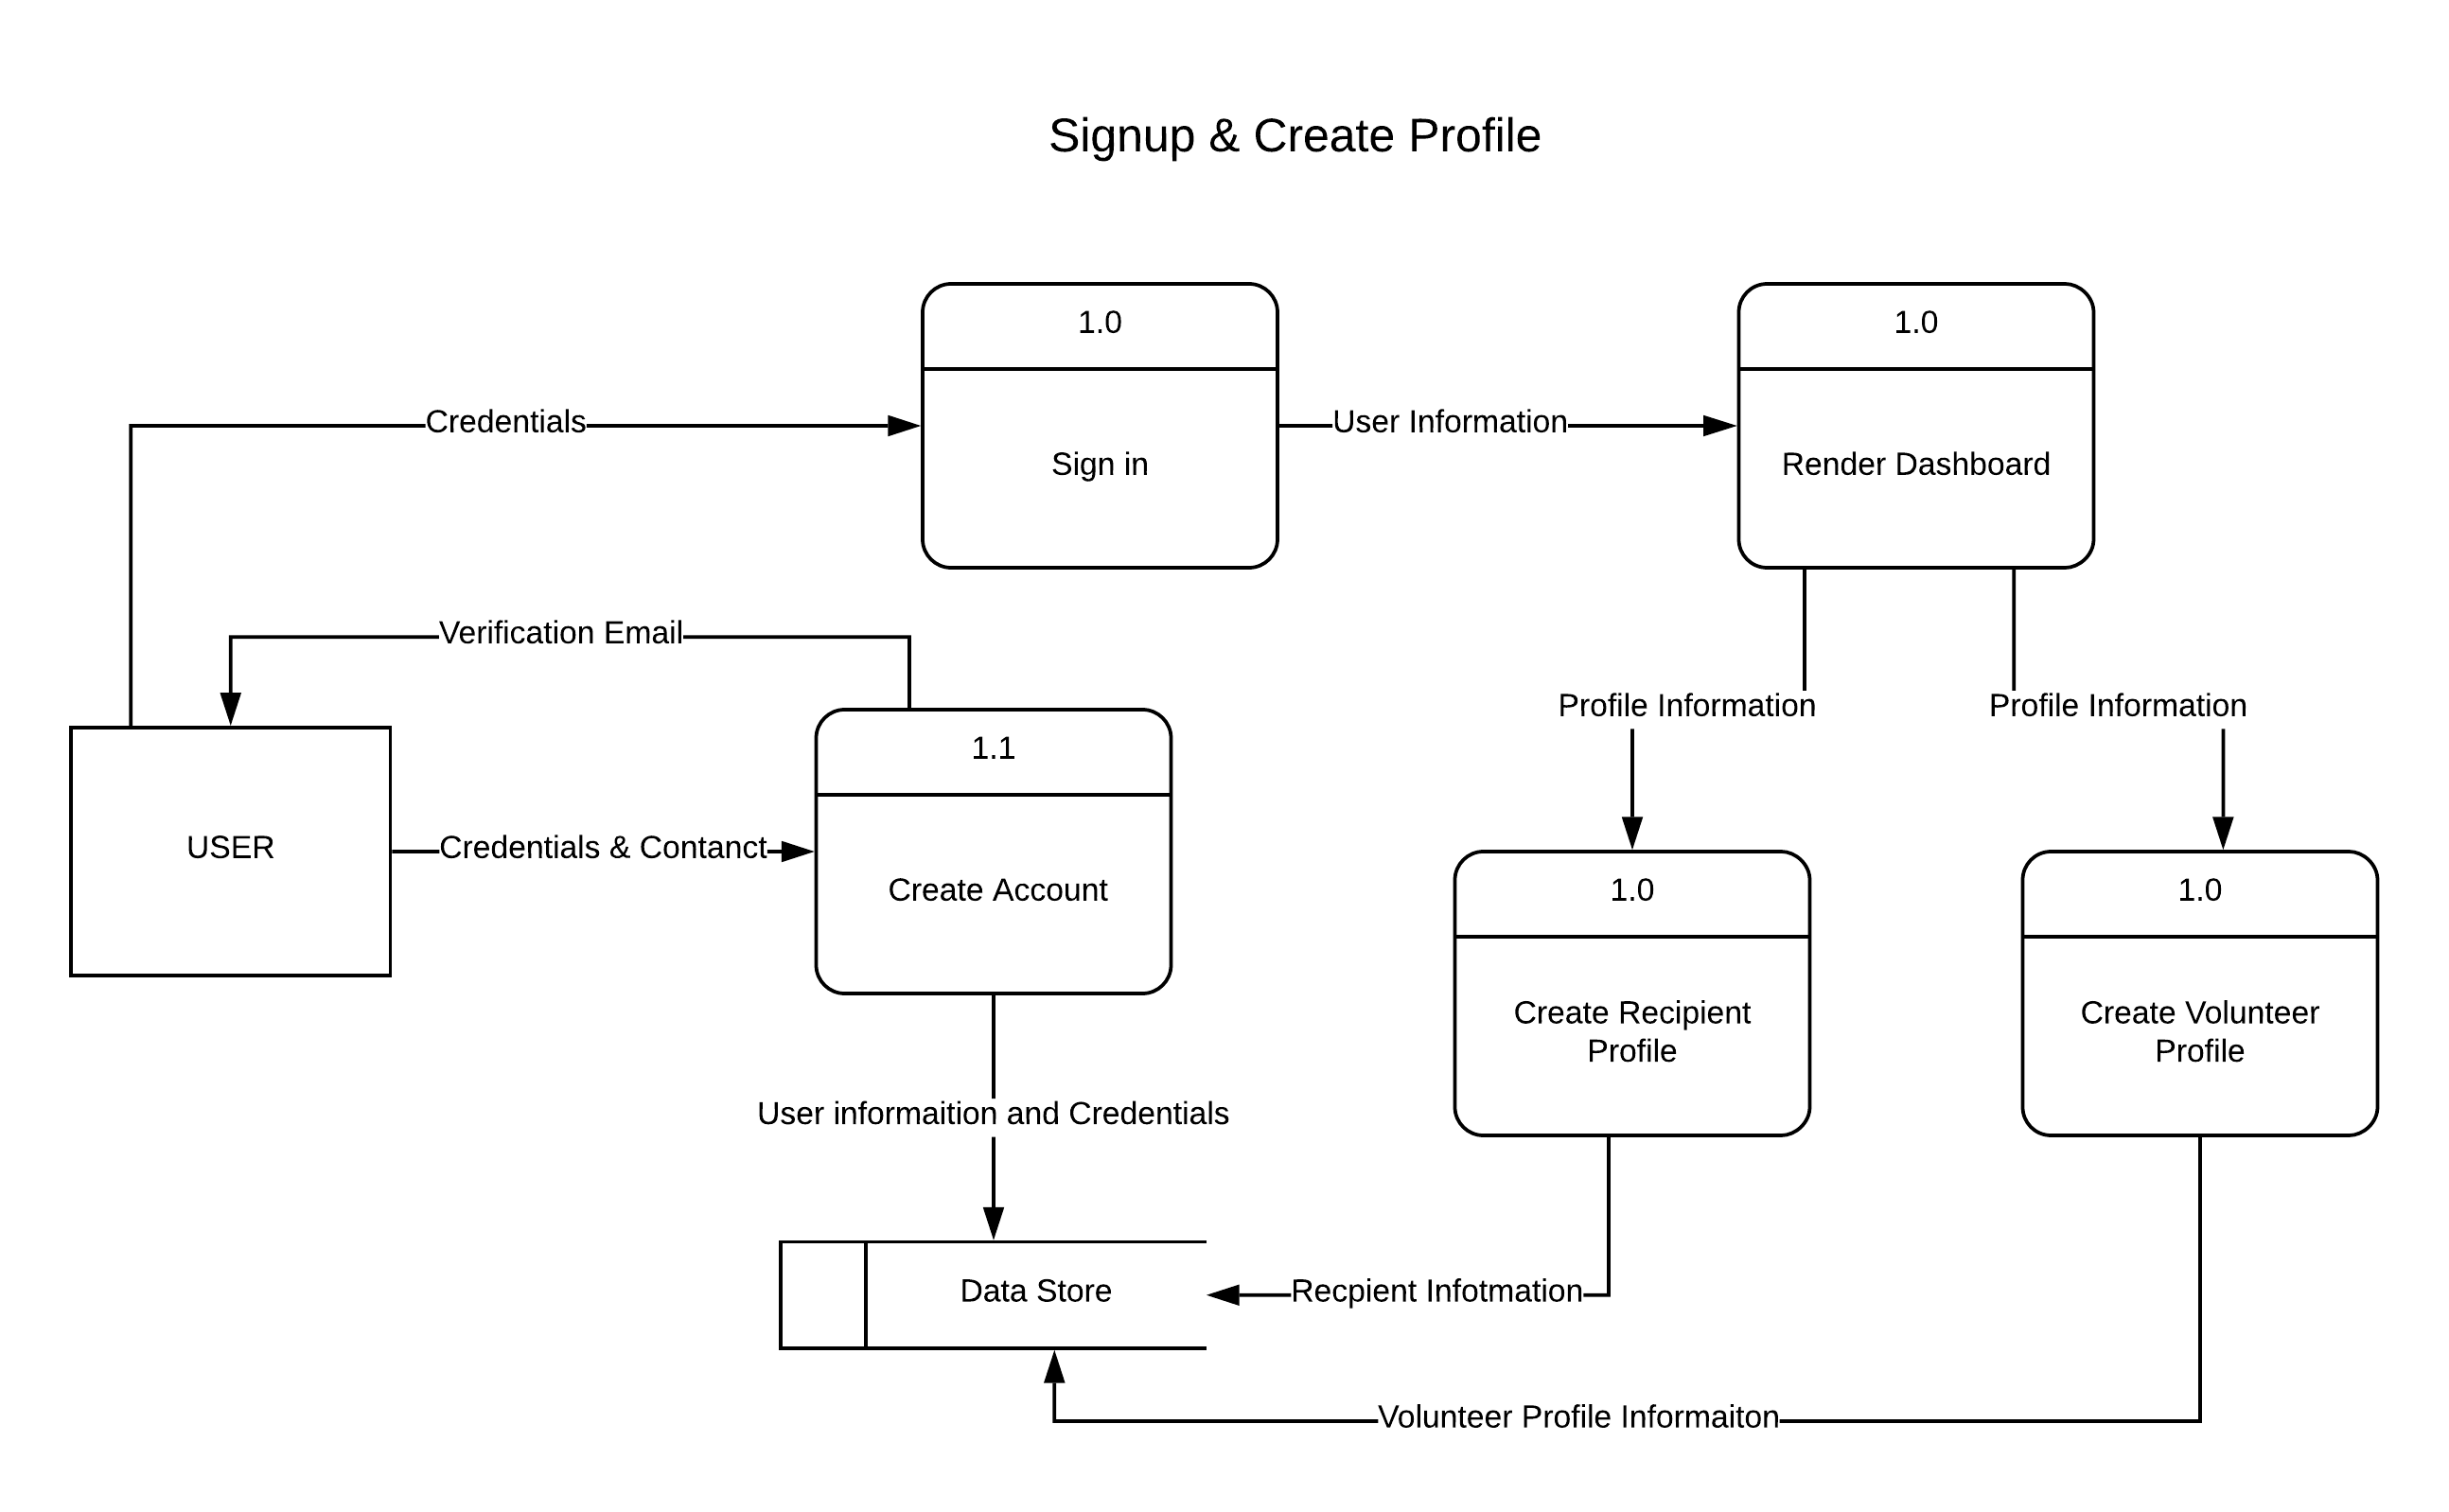 Signup & Create Profile
1.0
Sign in
1.0
Render Dashboard
Credentials
User Information
Verification Email
Profile Information
Profile Information
1.1
Create Account
USER
Credentials & Contanct
1.0
Create Recipient
Profile
1.0
Create Volunteer
Profile
User informaition and Credentials
Data Store
Recpient Infotmation
Volunteer Profile Informaiton